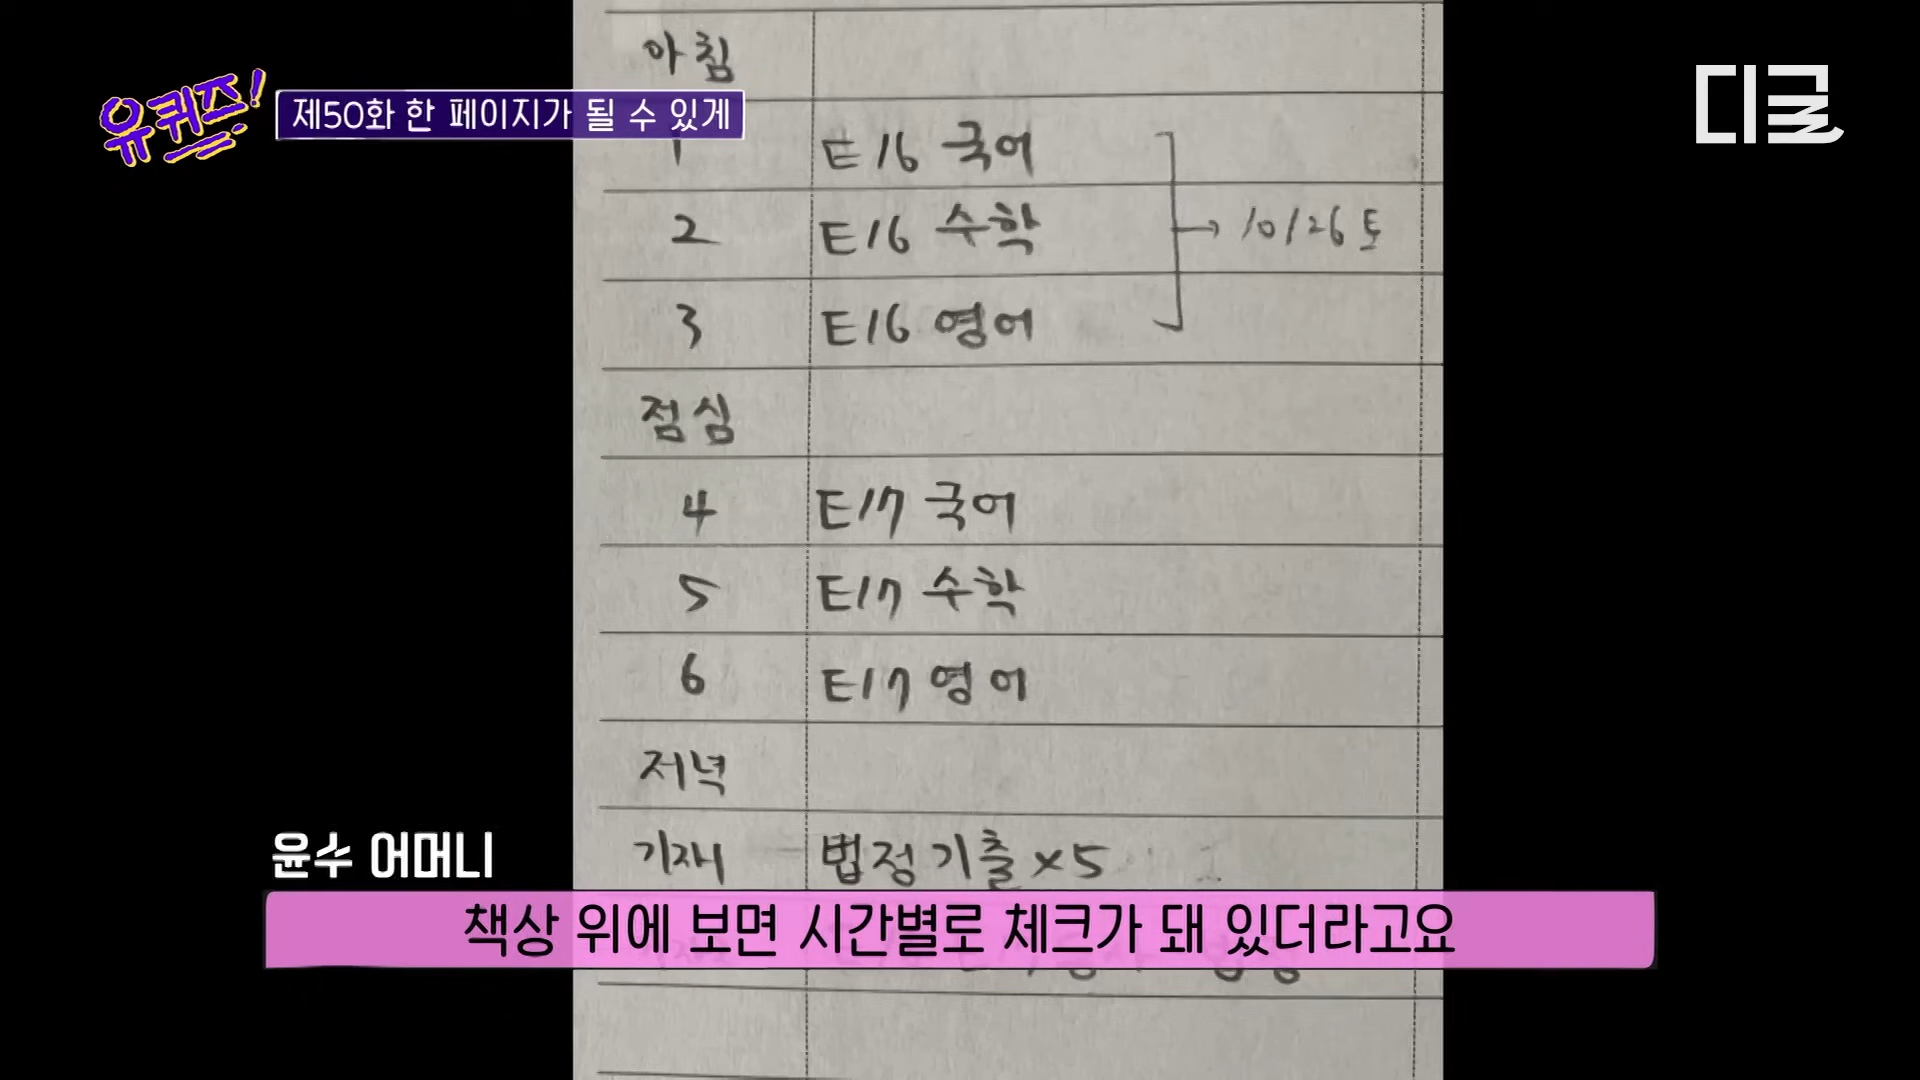 유퀴즈!
제50화 한 페이지가 될 수 있게
디글
아침
1 E16 국어
2 E16 수학 → 10/26 토
3 E16 영어
점심
4 E17 국어
5 E17 수학
6 E17 영어
저녁
기재 법정기출×5
윤수 어머니
책상 위에 보면 시간별로 체크가 돼 있더라고요